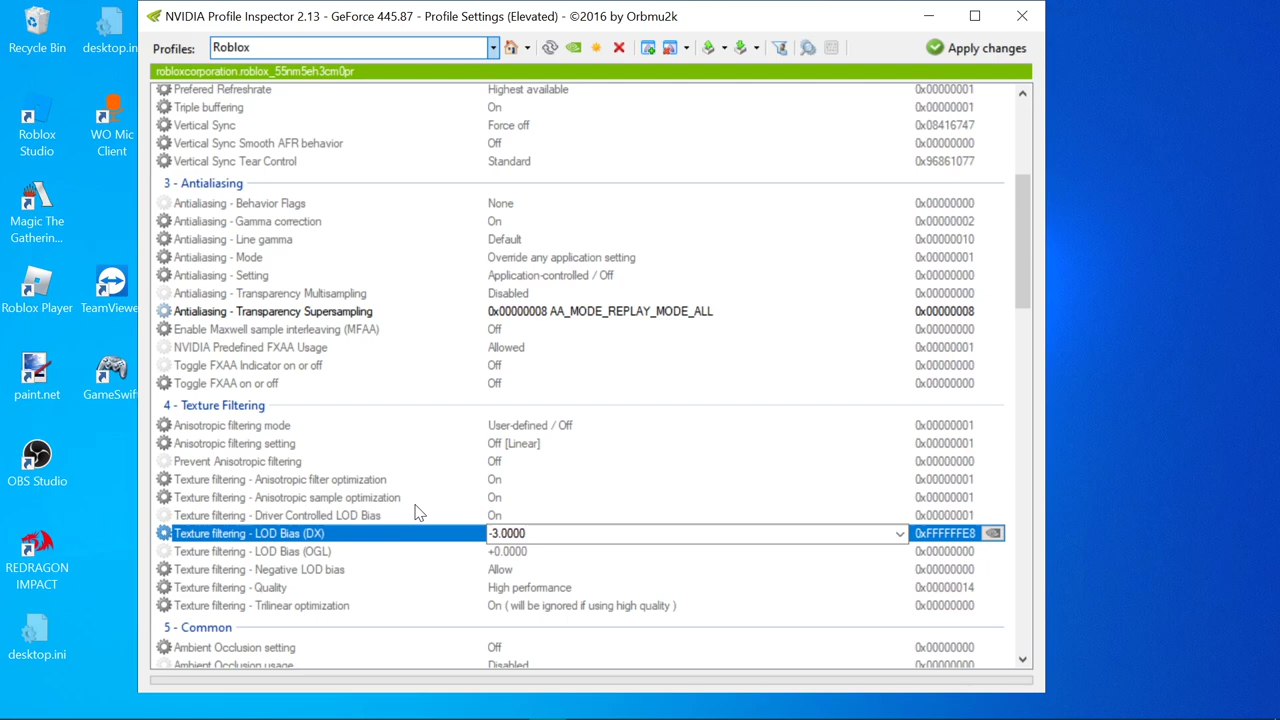 NVIDIA Profile Inspector 2.13 - GeForce 445.87 - Profile Settings (Elevated) - ©2016 by Orbmu2k
Profiles: Roblox Apply changes
robloxcorporation.roblox_55nm5eh3cm0pr
Prefered Refreshrate Highest available 0x00000001
Triple buffering On 0x00000001
Vertical Sync Force off 0x08416747
Vertical Sync Smooth AFR behavior Off 0x00000000
Vertical Sync Tear Control Standard 0x96861077
3 - Antialiasing
Antialiasing - Behavior Flags None 0x00000000
Antialiasing - Gamma correction On 0x00000002
Antialiasing - Line gamma Default 0x00000010
Antialiasing - Mode Override any application setting 0x00000001
Antialiasing - Setting Application-controlled / Off 0x00000000
Antialiasing - Transparency Multisampling Disabled 0x00000000
Antialiasing - Transparency Supersampling 0x00000008 AA_MODE_REPLAY_MODE_ALL 0x00000008
Enable Maxwell sample interleaving (MFAA) Off 0x00000000
NVIDIA Predefined FXAA Usage Allowed 0x00000001
Toggle FXAA Indicator on or off Off 0x00000000
Toggle FXAA on or off Off 0x00000000
4 - Texture Filtering
Anisotropic filtering mode User-defined / Off 0x00000001
Anisotropic filtering setting Off [Linear] 0x00000001
Prevent Anisotropic filtering Off 0x00000000
Texture filtering - Anisotropic filter optimization On 0x00000001
Texture filtering - Anisotropic sample optimization On 0x00000001
Texture filtering - Driver Controlled LOD Bias On 0x00000001
Texture filtering - LOD Bias (DX) -3.0000 0xFFFFFFE8
Texture filtering - LOD Bias (OGL) +0.0000 0x00000000
Texture filtering - Negative LOD bias Allow 0x00000000
Texture filtering - Quality High performance 0x00000014
Texture filtering - Trilinear optimization On ( will be ignored if using high quality ) 0x00000000
5 - Common
Ambient Occlusion setting Off 0x00000000
Ambient Occlusion usage Disabled 0x00000000
Recycle Bin
desktop.in
Roblox
Studio
WO Mic
Client
Magic The
Gatherin...
Roblox Player
TeamViewe
paint.net
GameSwif
OBS Studio
REDRAGON
IMPACT
desktop.ini